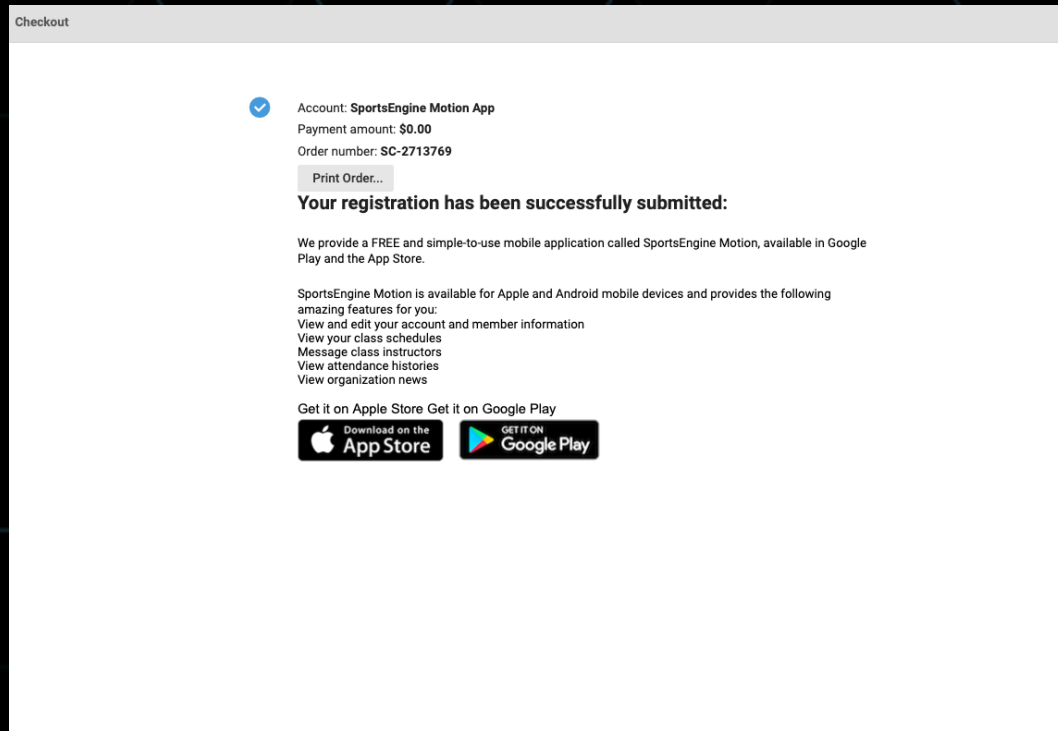 Checkout
Account: SportsEngine Motion App
Payment amount: $0.00
Order number: SC-2713769
Print Order...
Your registration has been successfully submitted:
We provide a FREE and simple-to-use mobile application called SportsEngine Motion, available in Google
Play and the App Store.
SportsEngine Motion is available for Apple and Android mobile devices and provides the following
amazing features for you:
View and edit your account and member information
View your class schedules
Message class instructors
View attendance histories
View organization news
Get it on Apple Store Get it on Google Play
Download on the
App Store
GET IT ON
Google Play